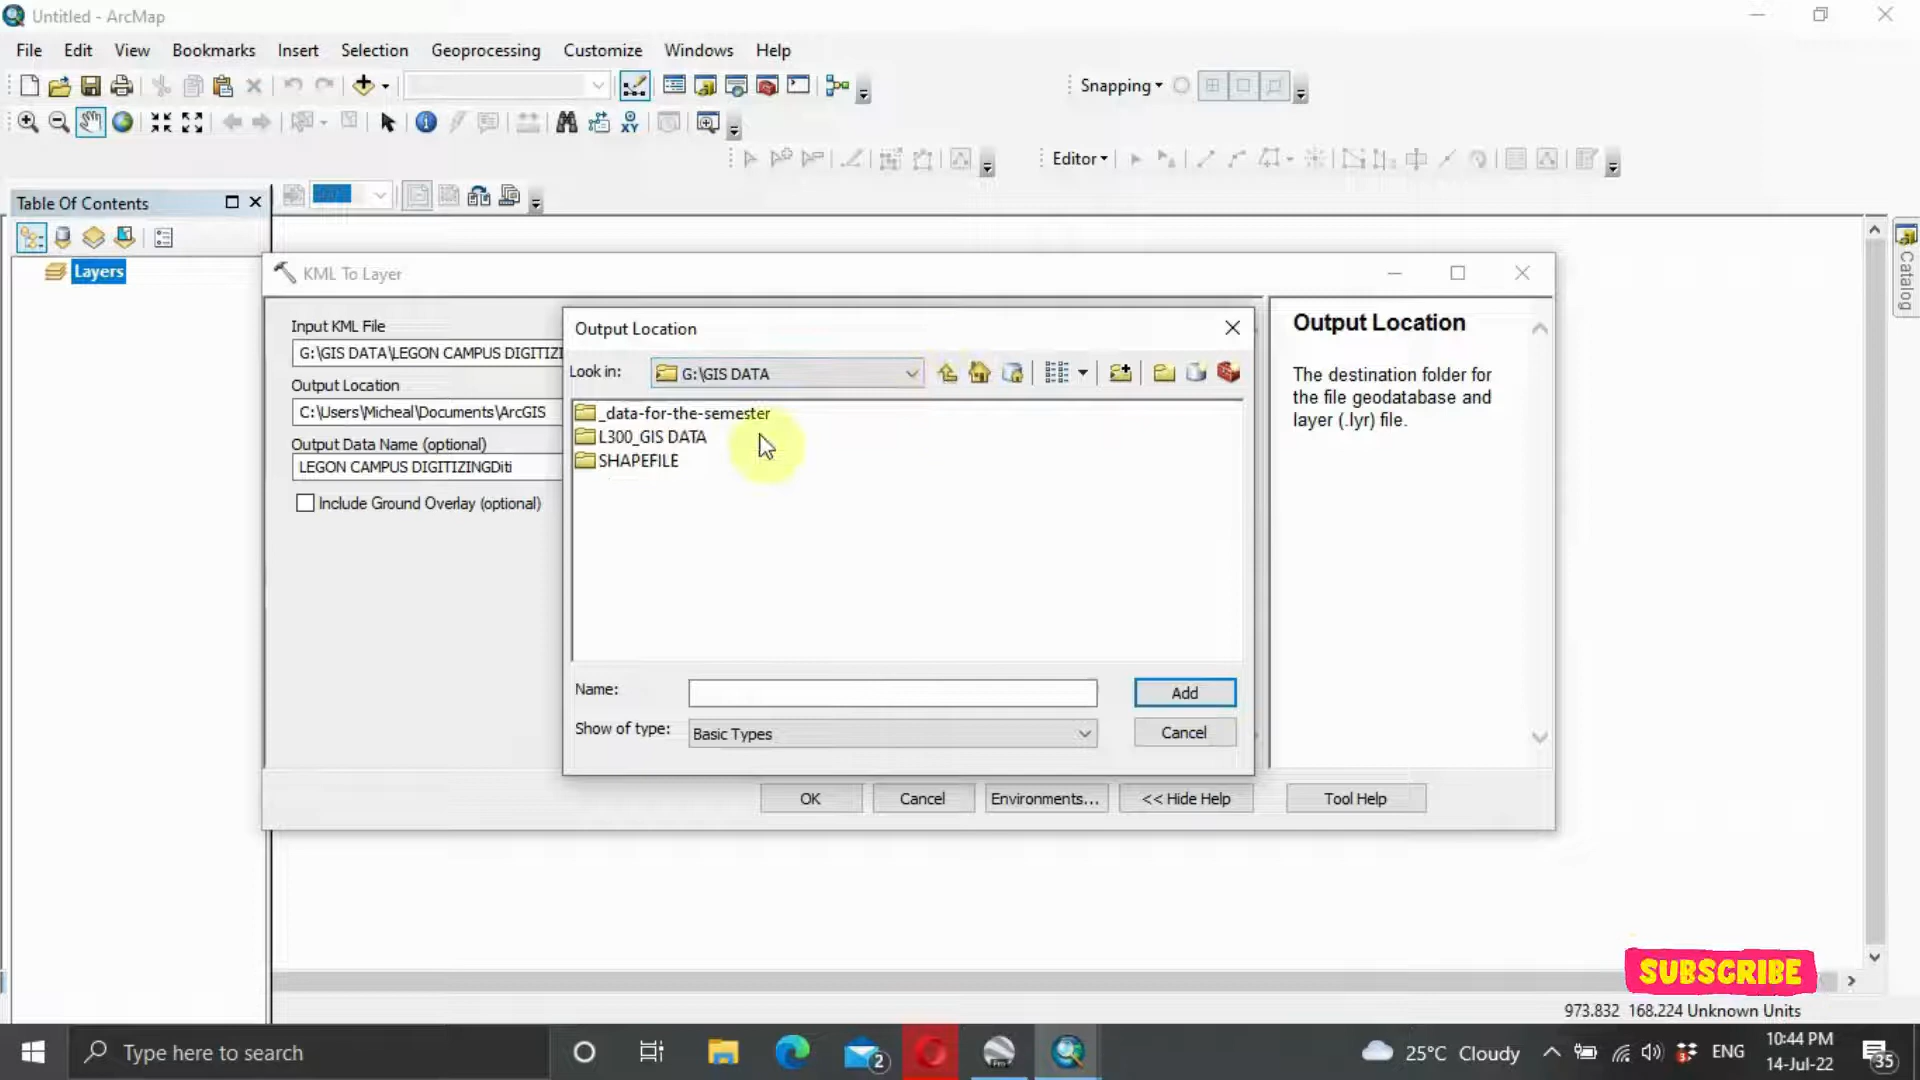 Untitled - ArcMap
File Edit View Bookmarks Insert Selection Geoprocessing Customize Windows Help
Snapping
Editor
Table Of Contents
Layers
Catalog
KML To Layer
Input KML File
G:\GIS DATA\LEGON CAMPUS DIGITIZI
Output Location
C:\Users\Micheal\Documents\ArcGIS
Output Data Name (optional)
LEGON CAMPUS DIGITIZINGDiti
Include Ground Overlay (optional)
Output Location
Look in: G:\GIS DATA
_data-for-the-semester
L300_GIS DATA
SHAPEFILE
Name:
Add
Show of type: Basic Types
Cancel
Output Location
The destination folder for
the file geodatabase and
layer (.lyr) file.
OK Cancel Environments... << Hide Help Tool Help
SUBSCRIBE
973.832 168.224 Unknown Units
Type here to search
2
25°C Cloudy
ENG
10:44 PM
14-Jul-22
35